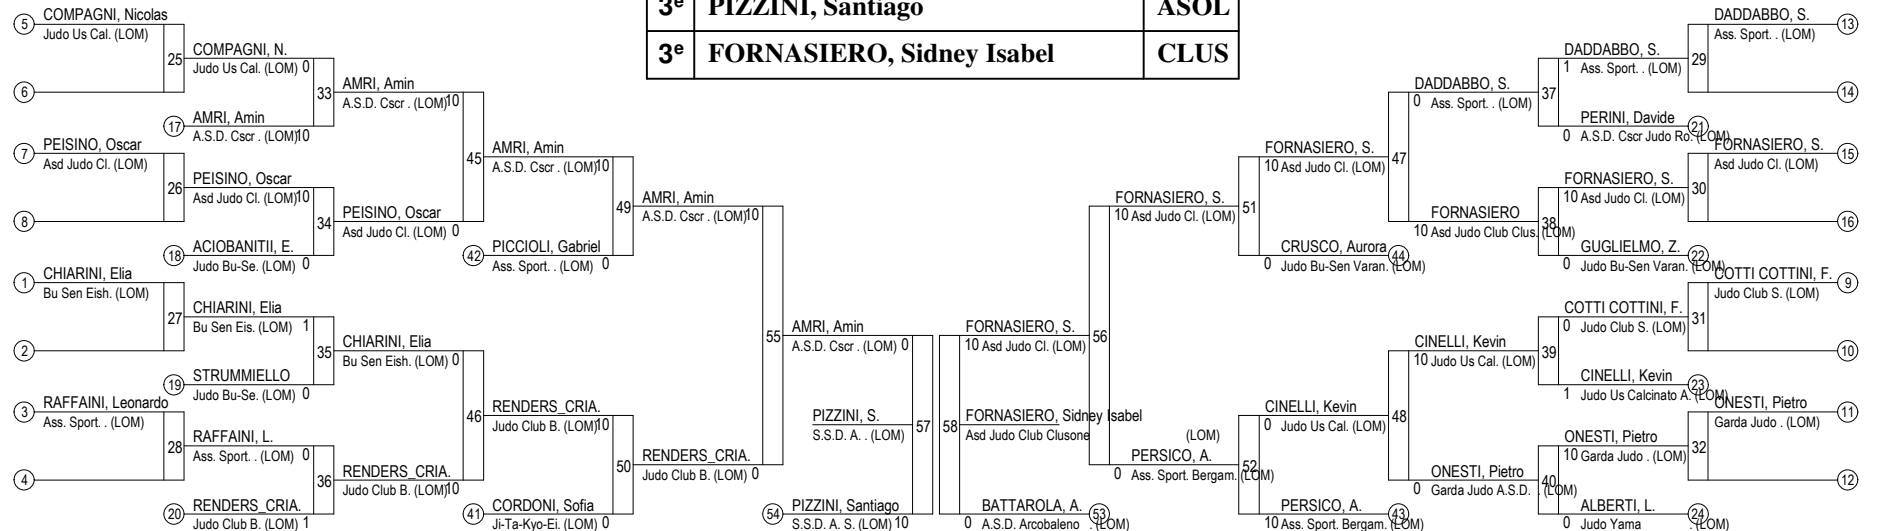 3e PIZZINI, Santiago ASOL
3e FORNASIERO, Sidney Isabel CLUS
5 COMPAGNI, Nicolas
Judo Us Cal. (LOM)
25
COMPAGNI, N.
Judo Us Cal. (LOM) 0
6
33
AMRI, Amin
A.S.D. Cscr . (LOM)10
17 AMRI, Amin
A.S.D. Cscr . (LOM)10
7 PEISINO, Oscar
Asd Judo Cl. (LOM)
45
AMRI, Amin
A.S.D. Cscr . (LOM)10
26
PEISINO, Oscar
Asd Judo Cl. (LOM)10
8
34
PEISINO, Oscar
Asd Judo Cl. (LOM) 0
18 ACIOBANITII, E.
Judo Bu-Se. (LOM) 0
49
AMRI, Amin
A.S.D. Cscr . (LOM)10
42 PICCIOLI, Gabriel
Ass. Sport. . (LOM) 0
1 CHIARINI, Elia
Bu Sen Eish. (LOM)
27
CHIARINI, Elia
Bu Sen Eis. (LOM) 1
2
35
CHIARINI, Elia
Bu Sen Eish. (LOM) 0
19 STRUMMIELLO
Judo Bu-Se. (LOM) 0
55
AMRI, Amin
A.S.D. Cscr . (LOM) 0
3 RAFFAINI, Leonardo
Ass. Sport. . (LOM)
46
RENDERS_CRIA.
Judo Club B. (LOM)10
28
RAFFAINI, L.
Ass. Sport. . (LOM) 0
4
36
RENDERS_CRIA.
Judo Club B. (LOM)10
50
RENDERS_CRIA.
Judo Club B. (LOM) 0
20 RENDERS_CRIA.
Judo Club B. (LOM) 1
41 CORDONI, Sofia
Ji-Ta-Kyo-Ei. (LOM) 0
PIZZINI, S.
S.S.D. A. . (LOM)
57
54 PIZZINI, Santiago
S.S.D. A. S. (LOM) 10
DADDABBO, S. 13
Ass. Sport. . (LOM)
DADDABBO, S.
1 Ass. Sport. . (LOM)
29
14
DADDABBO, S.
0 Ass. Sport. . (LOM)
37
PERINI, Davide 21
0 A.S.D. Cscr Judo Ro. (LOM)
FORNASIERO, S. 15
Asd Judo Cl. (LOM)
FORNASIERO, S.
10 Asd Judo Cl. (LOM)
47
FORNASIERO, S.
10 Asd Judo Cl. (LOM)
30
16
FORNASIERO
10 Asd Judo Club Clus. (LOM)
38
GUGLIELMO, Z. 22
0 Judo Bu-Sen Varan. (LOM)
FORNASIERO, S.
10 Asd Judo Cl. (LOM)
51
CRUSCO, Aurora 44
0 Judo Bu-Sen Varan. (LOM)
COTTI COTTINI, F. 9
Judo Club S. (LOM)
COTTI COTTINI, F.
0 Judo Club S. (LOM)
31
10
CINELLI, Kevin
10 Judo Us Cal. (LOM)
39
CINELLI, Kevin 23
1 Judo Us Calcinato A. (LOM)
FORNASIERO, S.
10 Asd Judo Cl. (LOM)
56
ONESTI, Pietro 11
Garda Judo . (LOM)
CINELLI, Kevin
0 Judo Us Cal. (LOM)
48
ONESTI, Pietro
10 Garda Judo . (LOM)
32
12
ONESTI, Pietro
0 Garda Judo A.S.D. . (LOM)
40
ALBERTI, L. 24
0 Judo Yama . (LOM)
58
FORNASIERO, Sidney Isabel
Asd Judo Club Clusone (LOM)
PERSICO, A.
0 Ass. Sport. Bergam. (LOM)
52
PERSICO, A. 43
10 Ass. Sport. Bergam. (LOM)
BATTAROLA, A. 53
0 A.S.D. Arcobaleno . (LOM)